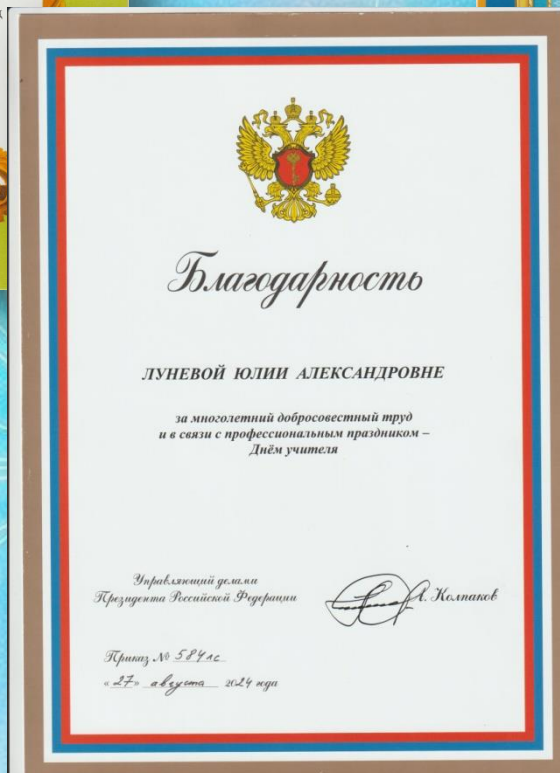 Благодарность
ЛУНЕВОЙ ЮЛИИ АЛЕКСАНДРОВНЕ
за многолетний добросовестный труд
и в связи с профессиональным праздником –
Днём учителя
Управляющий делами
Президента Российской Федерации
А. Колпаков
Приказ № 584лс
«27» августа 2024 года